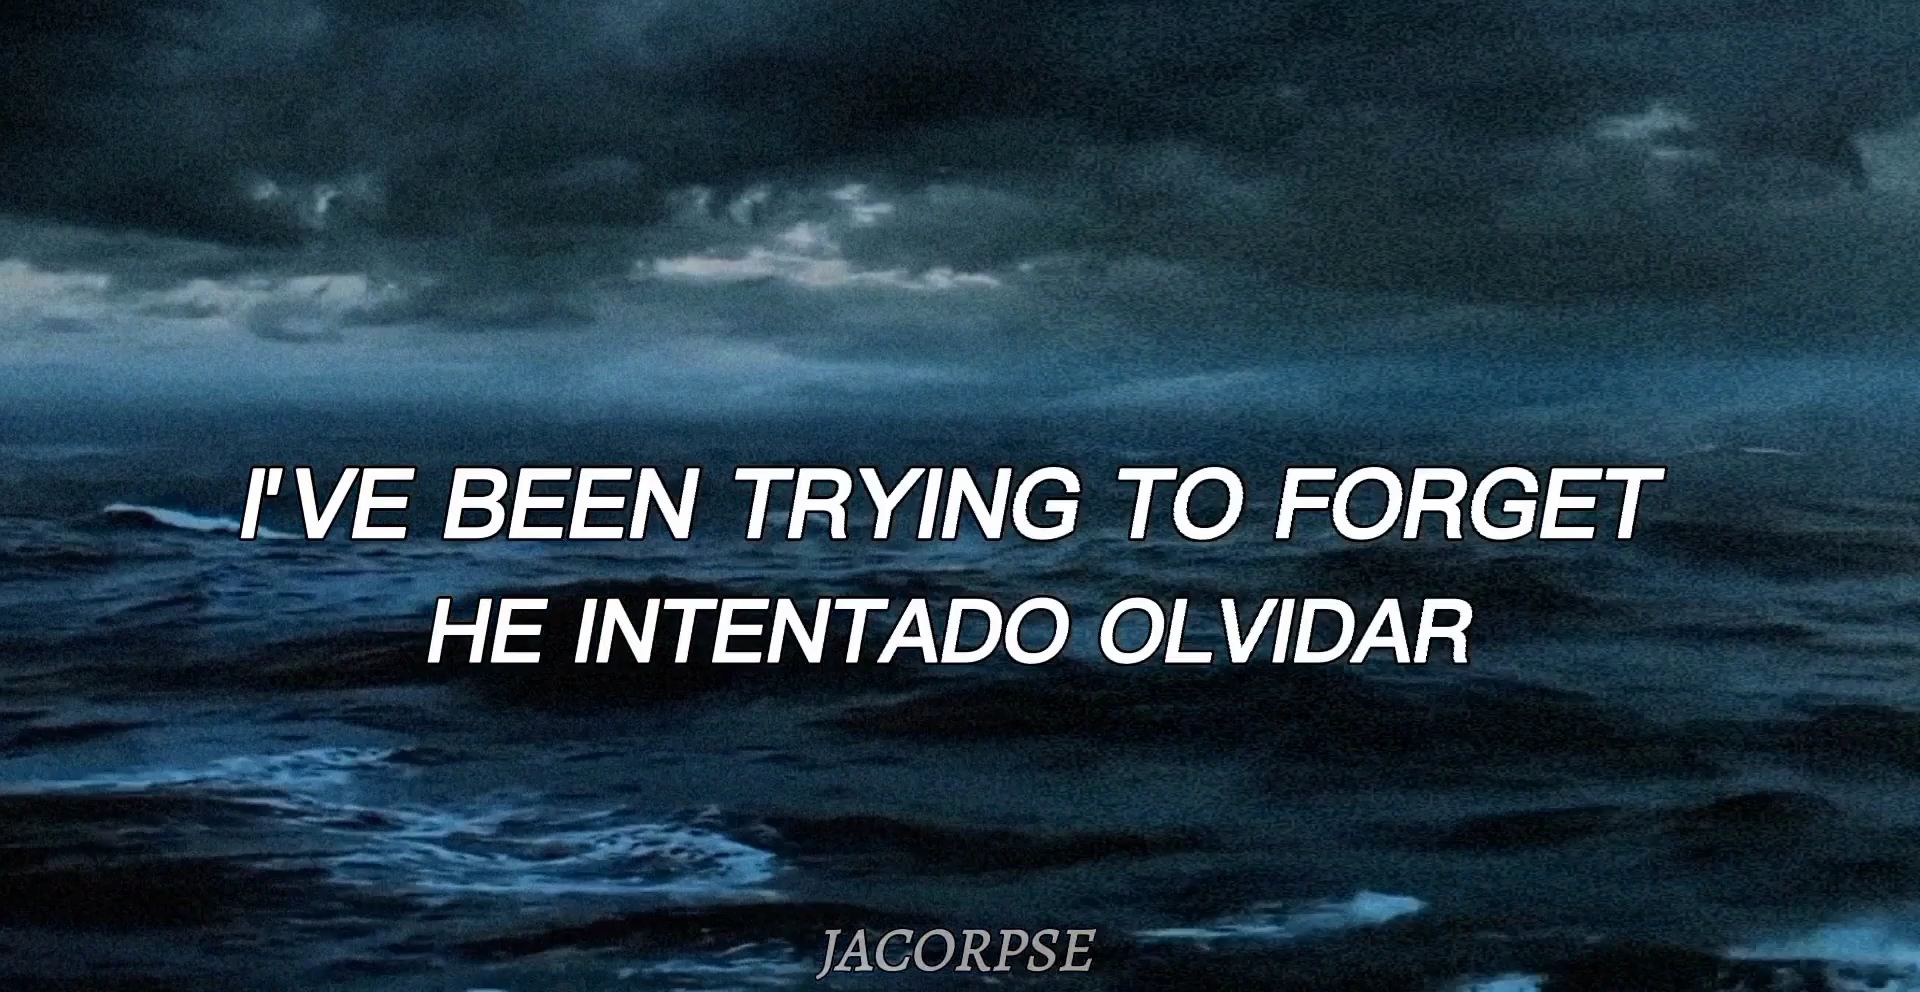 I'VE BEEN TRYING TO FORGET
HE INTENTADO OLVIDAR
JACORPSE